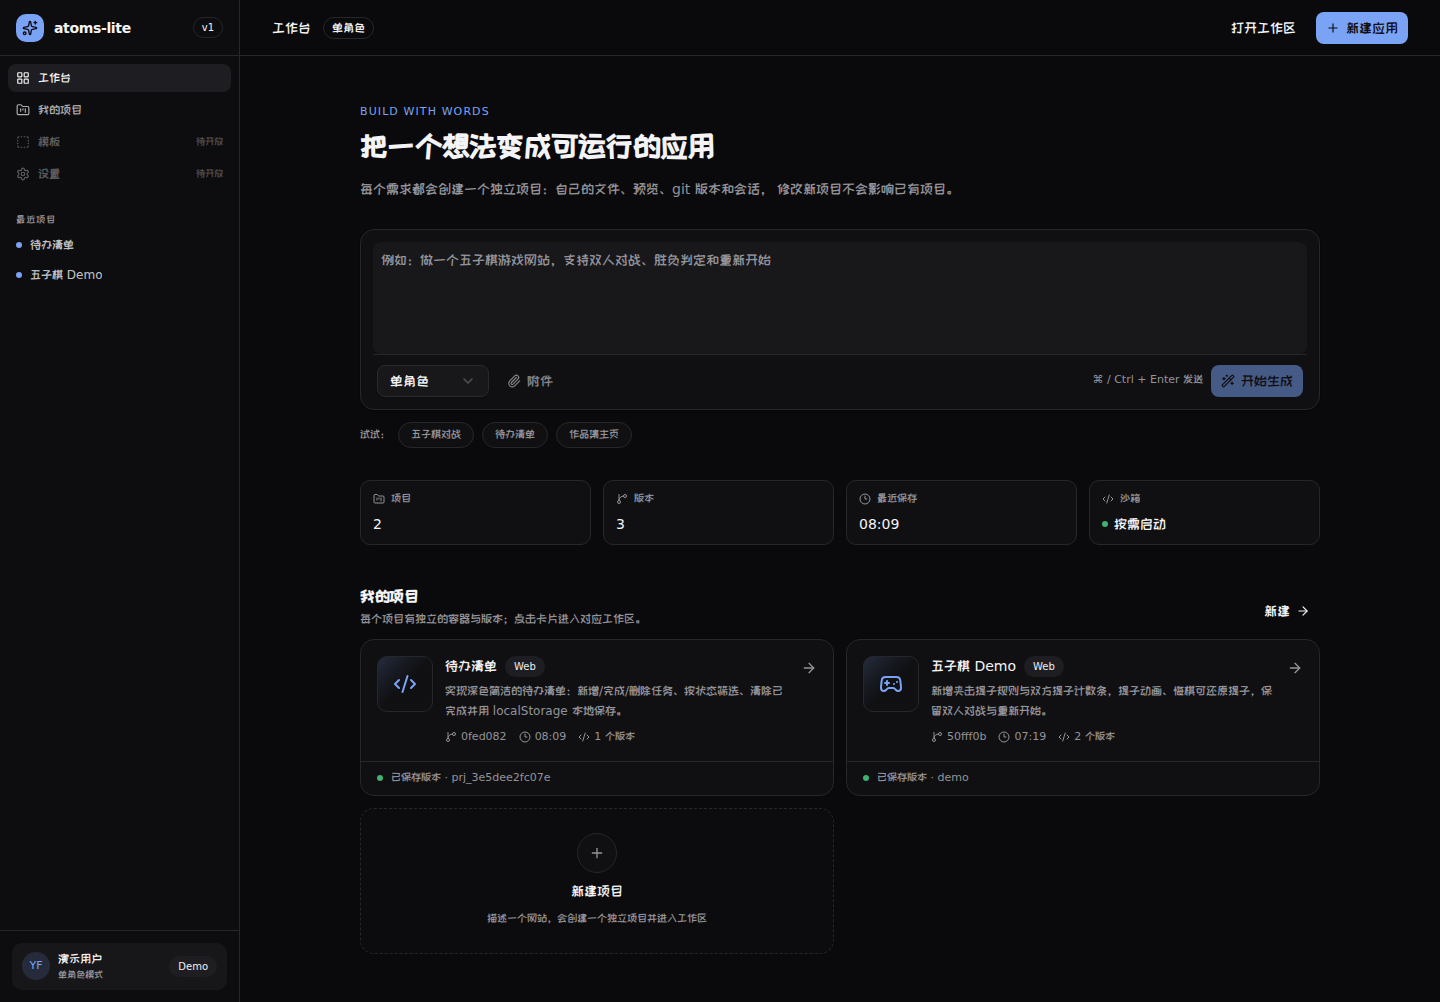 atoms-lite
v1
工作台
我的项目
模板
待开放
设置
待开放
最近项目
待办清单
五子棋 Demo
演示用户
单角色模式
Demo
工作台
单角色
打开工作区
新建应用
BUILD WITH WORDS
把一个想法变成可运行的应用
每个需求都会创建一个独立项目：自己的文件、预览、git 版本和会话， 修改新项目不会影响已有项目。
例如：做一个五子棋游戏网站，支持双人对战、胜负判定和重新开始
单角色
附件
⌘ / Ctrl + Enter 发送
开始生成
试试：
五子棋对战
待办清单
作品集主页
项目
2
版本
3
最近保存
08:09
沙箱
按需启动
我的项目
每个项目有独立的容器与版本；点击卡片进入对应工作区。
新建
待办清单
Web
实现深色简洁的待办清单：新增/完成/删除任务、按状态筛选、清除已
完成并用 localStorage 本地保存。
0fed082
08:09
1 个版本
已保存版本 · prj_3e5dee2fc07e
五子棋 Demo
Web
新增夹击提子规则与双方提子计数条，提子动画、悔棋可还原提子，保
留双人对战与重新开始。
50fff0b
07:19
2 个版本
已保存版本 · demo
新建项目
描述一个网站，会创建一个独立项目并进入工作区
YF